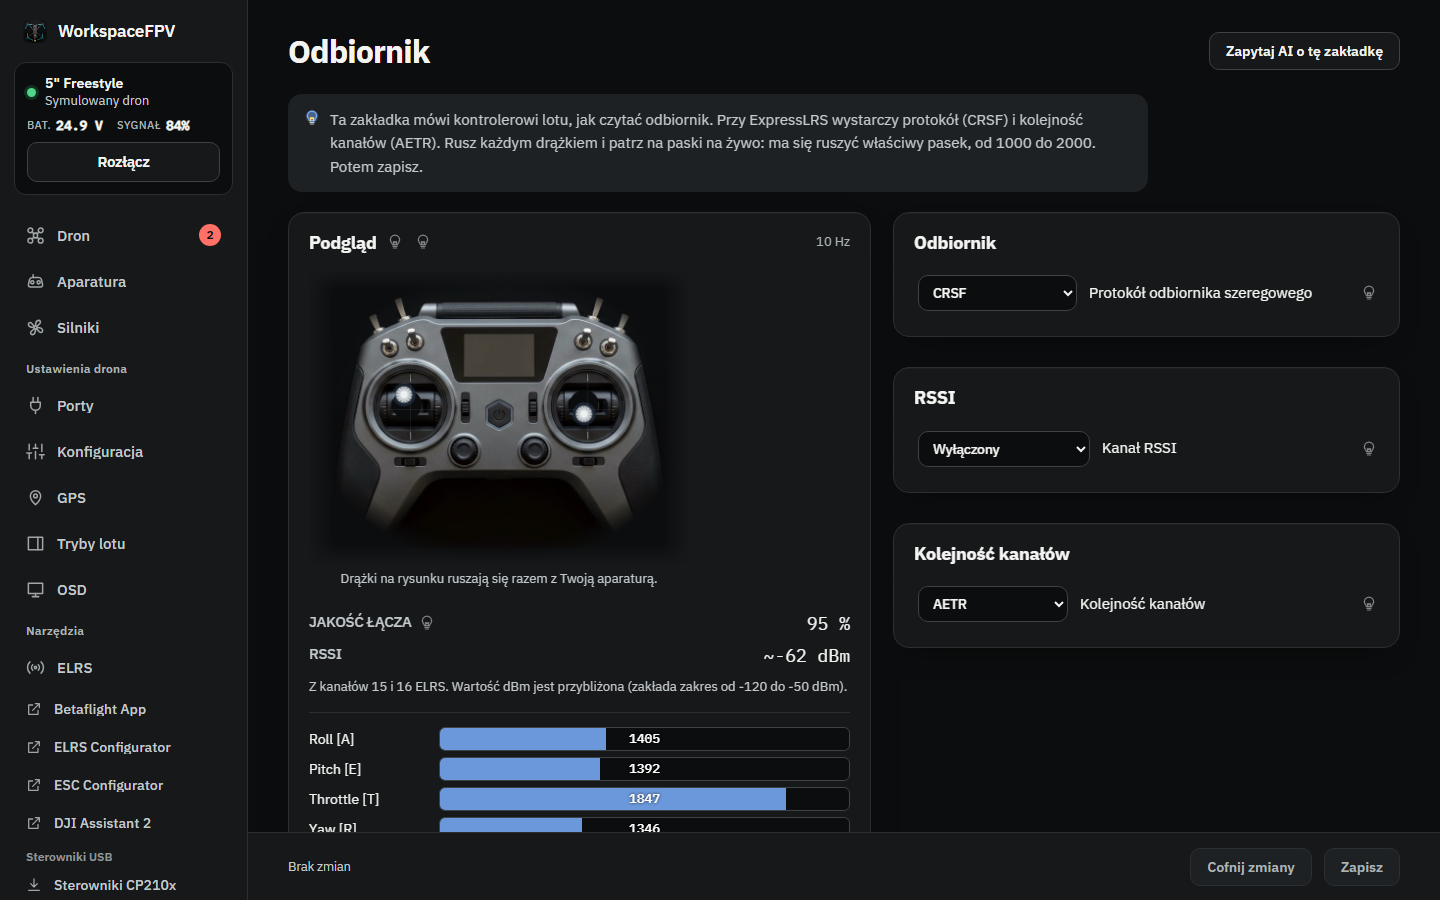 WorkspaceFPV
5" Freestyle
Symulowany dron
BAT. 24.9 V SYGNAŁ 84%
Rozłącz
Dron 2
Aparatura
Silniki
Ustawienia drona
Porty
Konfiguracja
GPS
Tryby lotu
OSD
Narzędzia
ELRS
Betaflight App
ELRS Configurator
ESC Configurator
DJI Assistant 2
Sterowniki USB
Sterowniki CP210x
Odbiornik
Zapytaj AI o tę zakładkę
Ta zakładka mówi kontrolerowi lotu, jak czytać odbiornik. Przy ExpressLRS wystarczy protokół (CRSF) i kolejność
kanałów (AETR). Rusz każdym drążkiem i patrz na paski na żywo: ma się ruszyć właściwy pasek, od 1000 do 2000.
Potem zapisz.
Podgląd 10 Hz
Drążki na rysunku ruszają się razem z Twoją aparaturą.
JAKOŚĆ ŁĄCZA 95 %
RSSI ~-62 dBm
Z kanałów 15 i 16 ELRS. Wartość dBm jest przybliżona (zakłada zakres od -120 do -50 dBm).
Roll [A] 1405
Pitch [E] 1392
Throttle [T] 1847
Yaw [R] 1346
Odbiornik
CRSF Protokół odbiornika szeregowego
RSSI
Wyłączony Kanał RSSI
Kolejność kanałów
AETR Kolejność kanałów
Brak zmian
Cofnij zmiany
Zapisz